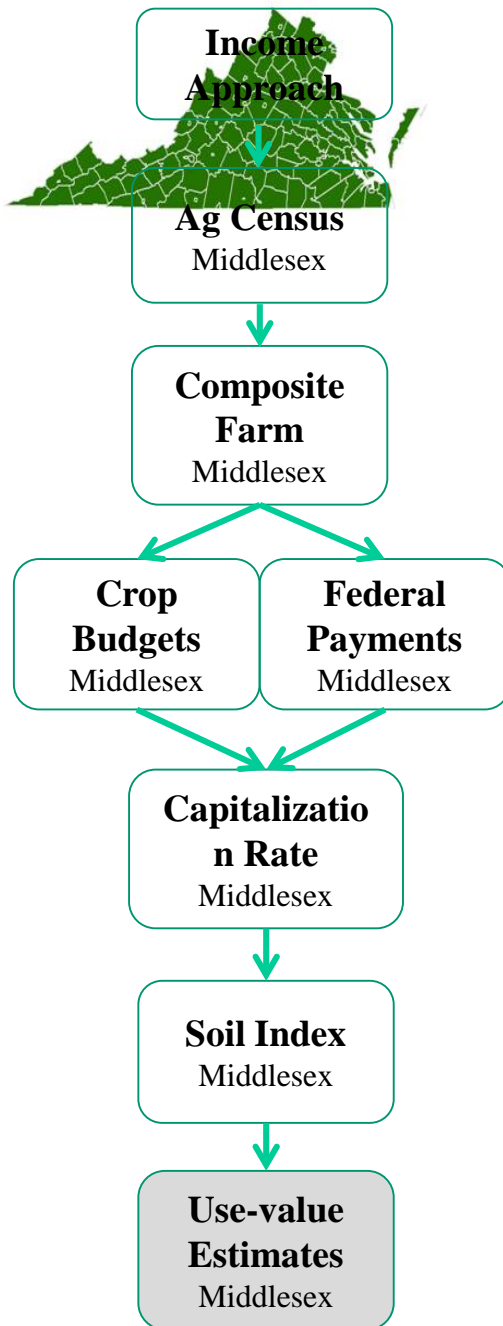 Income
Approach
Ag Census
Middlesex
Composite
Farm
Middlesex
Crop
Budgets
Middlesex
Federal
Payments
Middlesex
Capitalizatio
n Rate
Middlesex
Soil Index
Middlesex
Use-value
Estimates
Middlesex